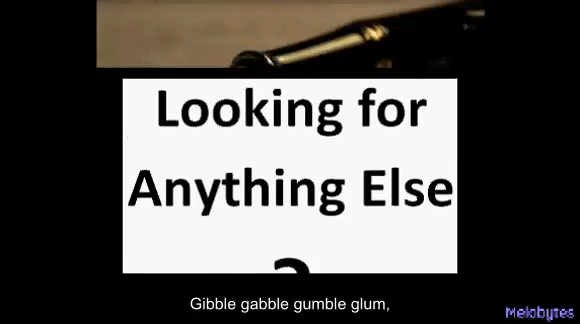 Looking for
Anything Else
?
Gibble gabble gumble glum,
Melobytes